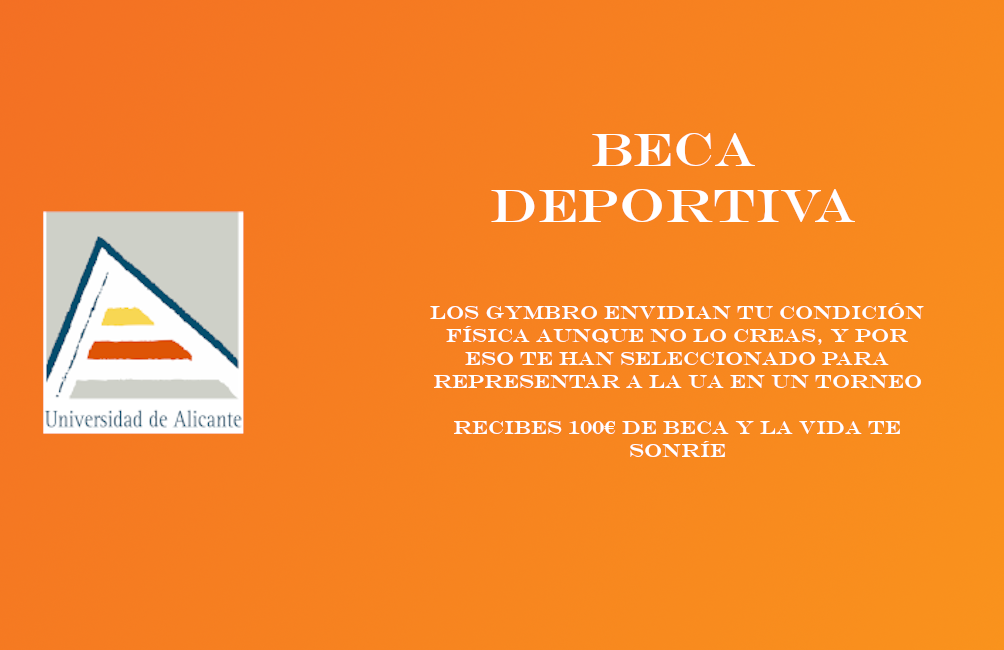 BECA
DEPORTIVA
LOS GYMBRO ENVIDIAN TU CONDICIÓN
FÍSICA AUNQUE NO LO CREAS, Y POR
ESO TE HAN SELECCIONADO PARA
REPRESENTAR A LA UA EN UN TORNEO
RECIBES 100€ DE BECA Y LA VIDA TE
SONRÍE
Universidad de Alicante